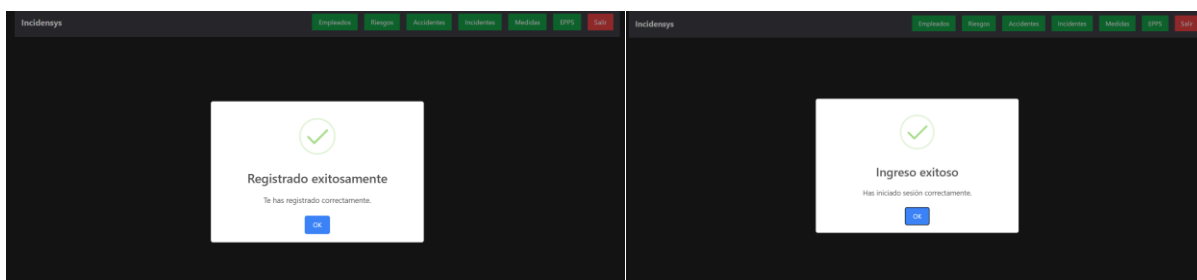 Incidensys Empleados Riesgos Accidentes Incidentes Medidas EPPS Salir
Registrado exitosamente
Te has registrado correctamente.
OK
Incidensys Empleados Riesgos Accidentes Incidentes Medidas EPPS Salir
Ingreso exitoso
Has iniciado sesión correctamente.
OK